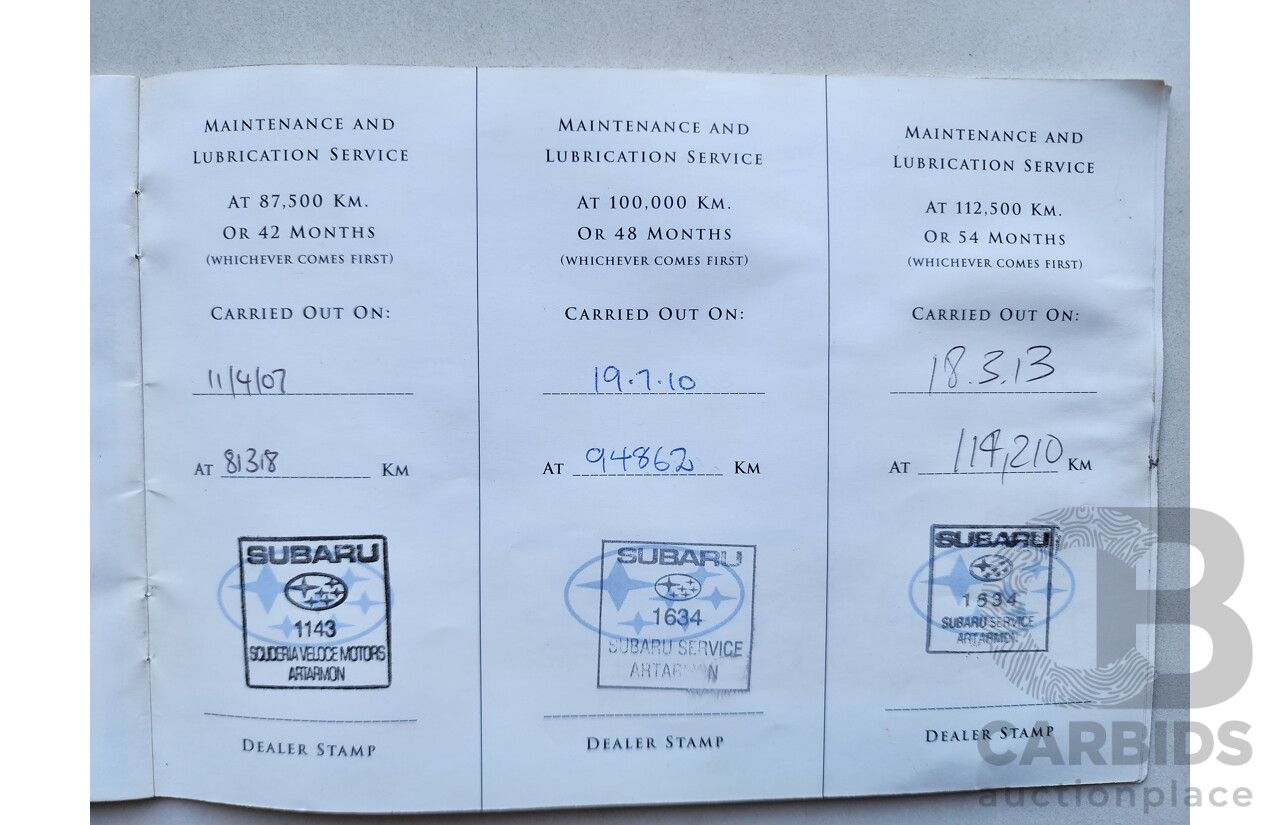 MAINTENANCE AND
LUBRICATION SERVICE
AT 87,500 KM.
OR 42 MONTHS
(WHICHEVER COMES FIRST)
CARRIED OUT ON:
11/4/07
AT 81318 KM
SUBARU
1143
SCUDERIA VELOCE MOTORS
ARTARMON
DEALER STAMP
MAINTENANCE AND
LUBRICATION SERVICE
AT 100,000 KM.
OR 48 MONTHS
(WHICHEVER COMES FIRST)
CARRIED OUT ON:
19.7.10
AT 94862 KM
SUBARU
1634
SUBARU SERVICE
ARTARMON
DEALER STAMP
MAINTENANCE AND
LUBRICATION SERVICE
AT 112,500 KM.
OR 54 MONTHS
(WHICHEVER COMES FIRST)
CARRIED OUT ON:
18.3.13
AT 114,210 KM
SUBARU
1634
SUBARU SERVICE
ARTARMON
DEALER STAMP
B
CARBIDS
auctionplace